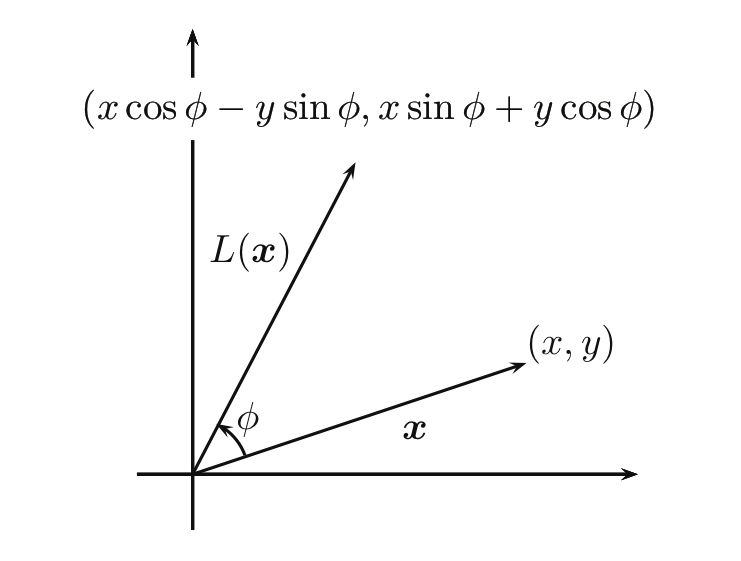 (x cos ϕ − y sin ϕ, x sin ϕ + y cos ϕ)
L(𝒙)
(x, y)
ϕ
𝒙